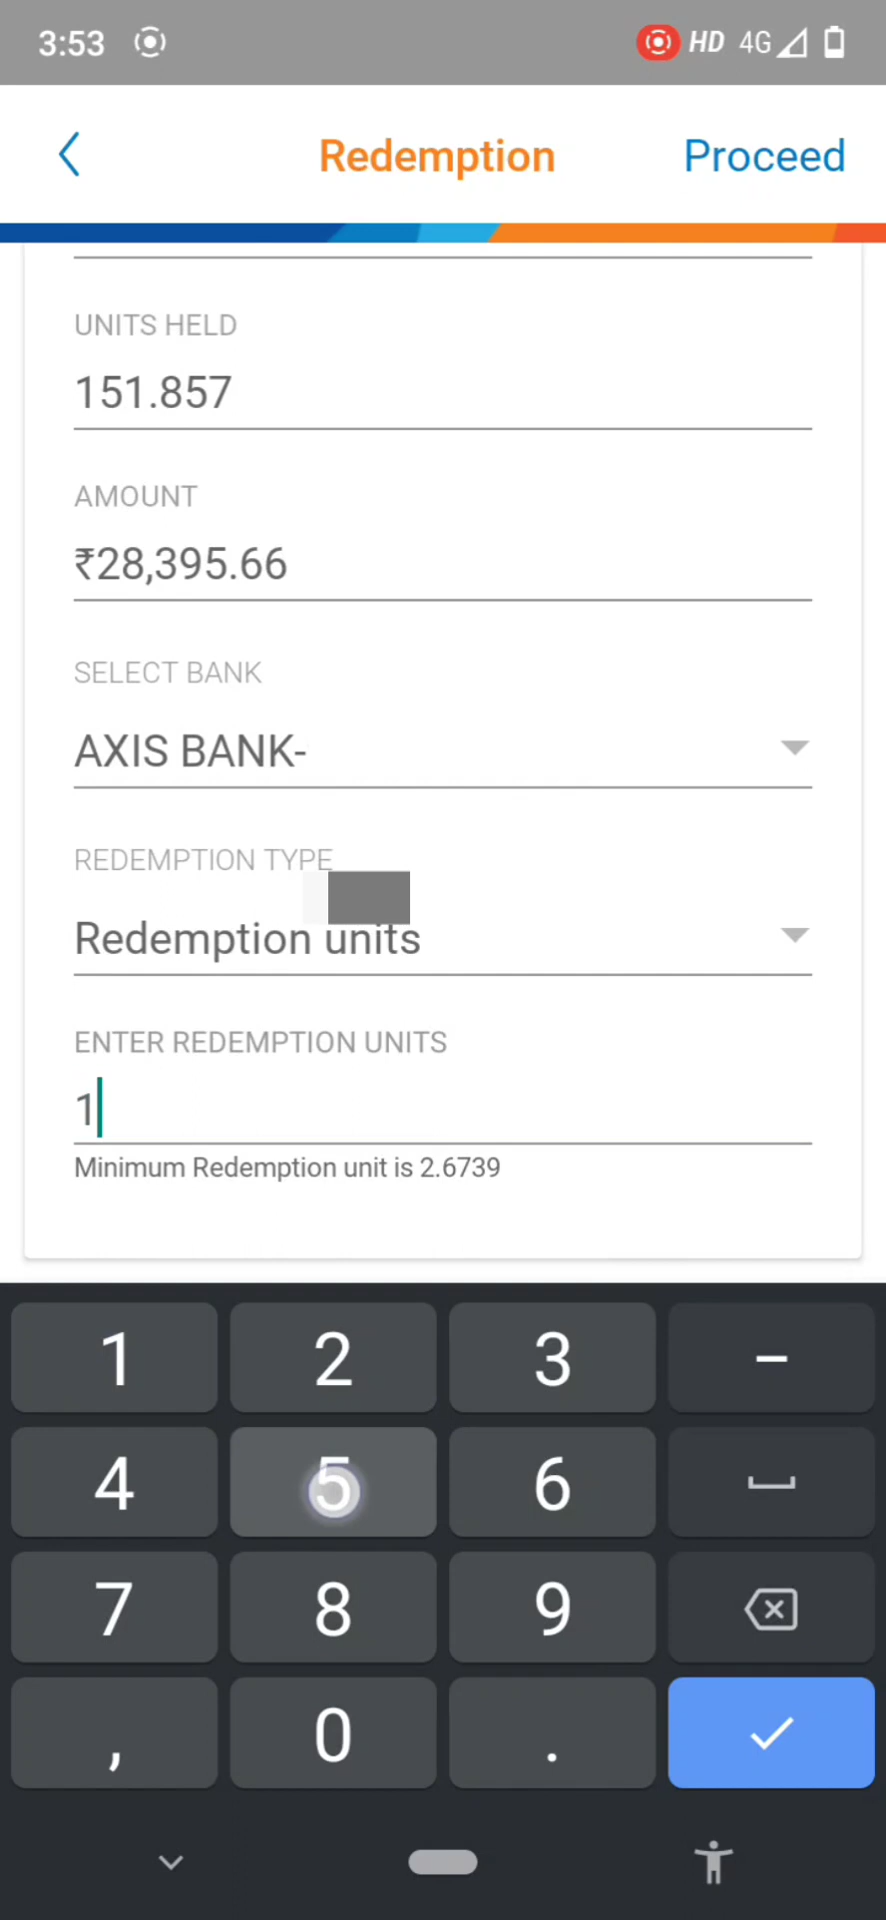 3:53 HD 4G
Redemption Proceed
UNITS HELD
151.857
AMOUNT
₹28,395.66
SELECT BANK
AXIS BANK-
REDEMPTION TYPE
Redemption units
ENTER REDEMPTION UNITS
1
Minimum Redemption unit is 2.6739
1 2 3 –
4 5 6
7 8 9
, 0 .